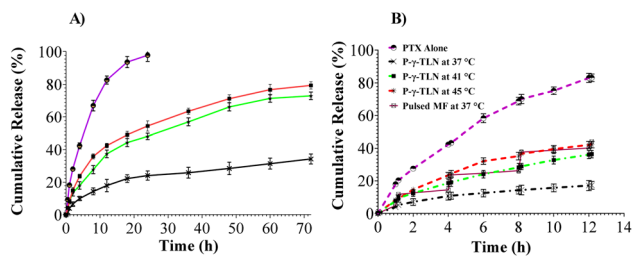 A)
Cumulative Release (%)
100
80
60
40
20
0
0 10 20 30 40 50 60 70
Time (h)
B)
Cumulative Release (%)
100
80
60
40
20
0
PTX Alone
P-γ-TLN at 37 °C
P-γ-TLN at 41 °C
P-γ-TLN at 45 °C
Pulsed MF at 37 °C
0 2 4 6 8 10 12
Time (h)